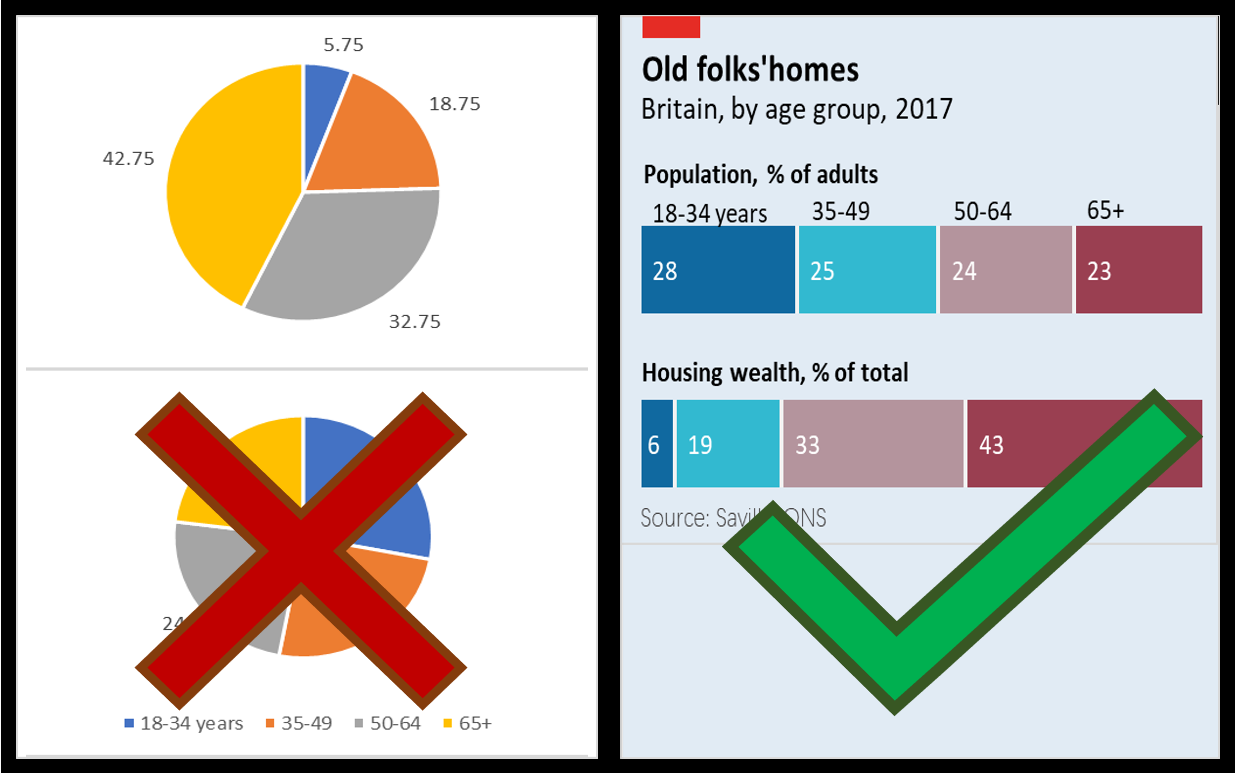 5.75
18.75
42.75
32.75
24
18-34 years 35-49 50-64 65+
Old folks'homes
Britain, by age group, 2017
Population, % of adults
18-34 years 35-49 50-64 65+
28 25 24 23
Housing wealth, % of total
6 19 33 43
Source: ONS